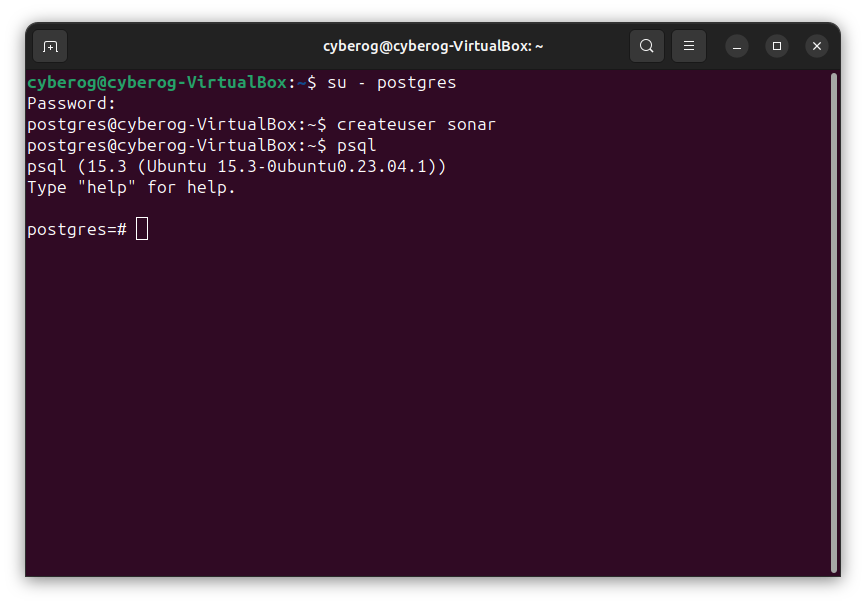 cyberog@cyberog-VirtualBox: ~
cyberog@cyberog-VirtualBox:~$ su - postgres
Password:
postgres@cyberog-VirtualBox:~$ createuser sonar
postgres@cyberog-VirtualBox:~$ psql
psql (15.3 (Ubuntu 15.3-0ubuntu0.23.04.1))
Type "help" for help.
postgres=#